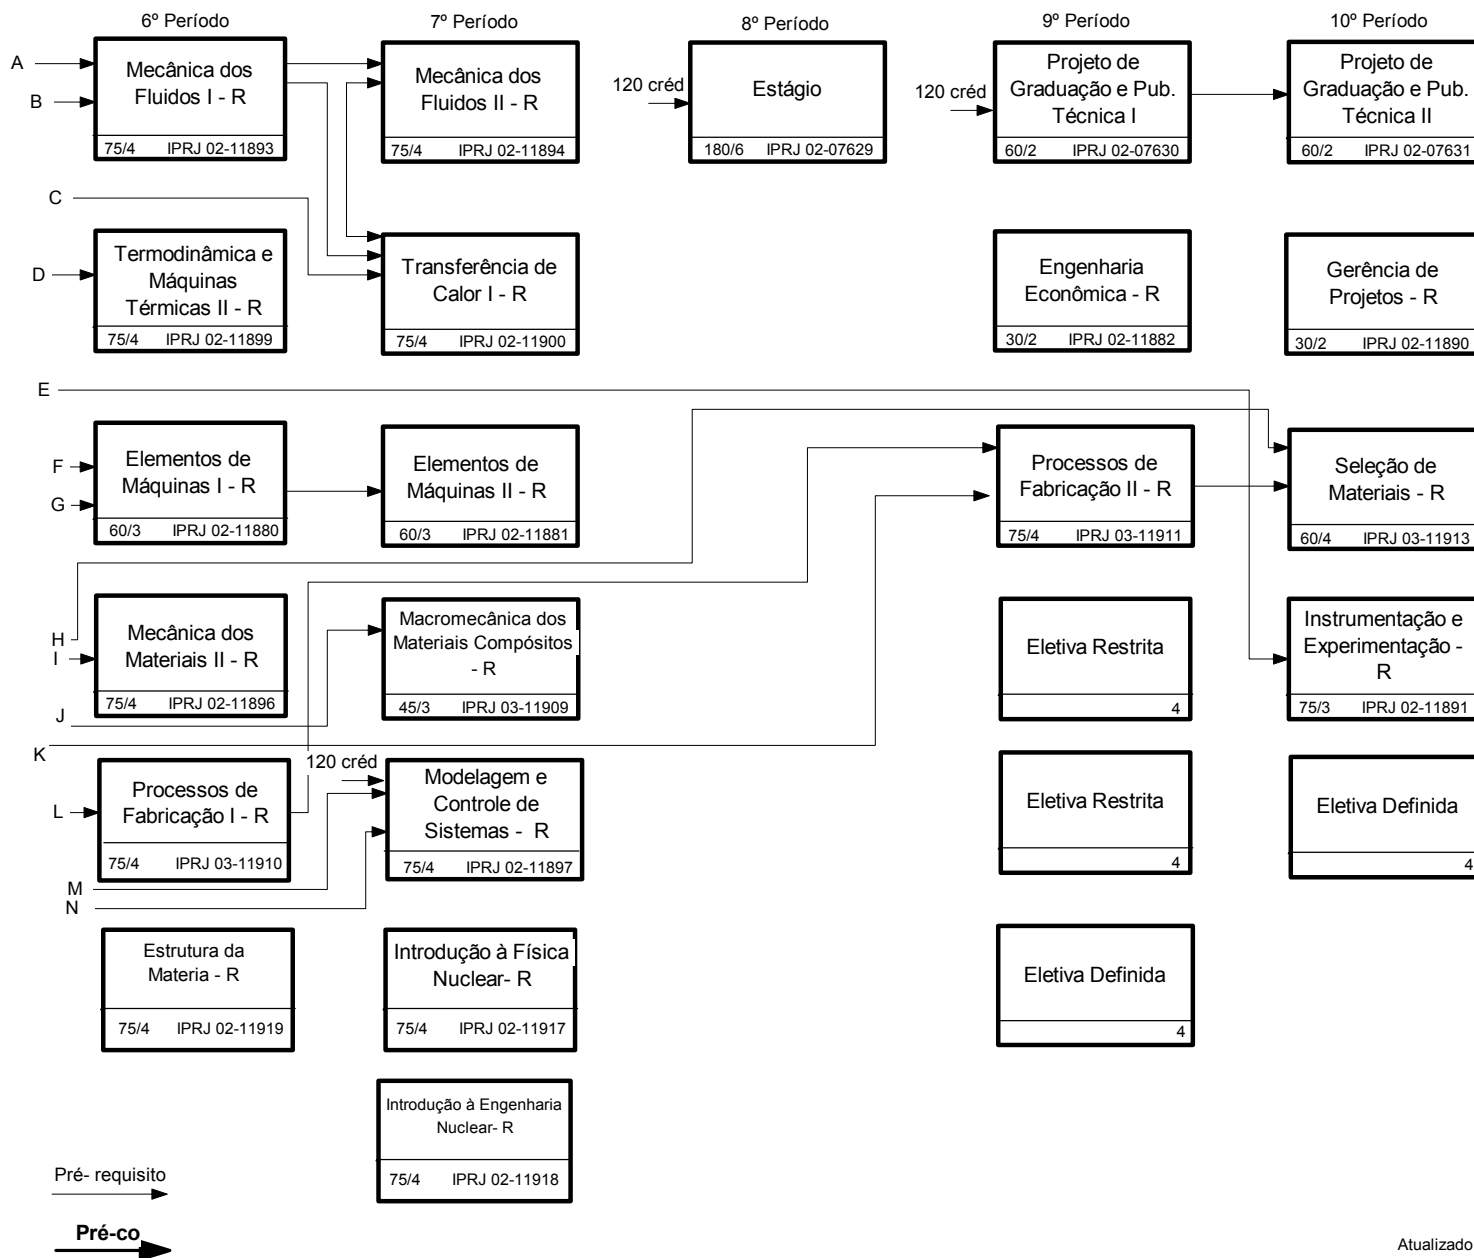 6º Período
7º Período
8º Período
9º Período
10º Período
A
B
Mecânica dos
Fluidos I - R
75/4 IPRJ 02-11893
Mecânica dos
Fluidos II - R
75/4 IPRJ 02-11894
120 créd
Estágio
180/6 IPRJ 02-07629
120 créd
Projeto de
Graduação e Pub.
Técnica I
60/2 IPRJ 02-07630
Projeto de
Graduação e Pub.
Técnica II
60/2 IPRJ 02-07631
C
D
Termodinâmica e
Máquinas
Térmicas II - R
75/4 IPRJ 02-11899
Transferência de
Calor I - R
75/4 IPRJ 02-11900
Engenharia
Econômica - R
30/2 IPRJ 02-11882
Gerência de
Projetos - R
30/2 IPRJ 02-11890
E
F
G
Elementos de
Máquinas I - R
60/3 IPRJ 02-11880
Elementos de
Máquinas II - R
60/3 IPRJ 02-11881
Processos de
Fabricação II - R
75/4 IPRJ 03-11911
Seleção de
Materiais - R
60/4 IPRJ 03-11913
H
I
J
Mecânica dos
Materiais II - R
75/4 IPRJ 02-11896
Macromecânica dos
Materiais Compósitos
- R
45/3 IPRJ 03-11909
Eletiva Restrita
4
Instrumentação e
Experimentação -
R
75/3 IPRJ 02-11891
K
L
Processos de
Fabricação I - R
75/4 IPRJ 03-11910
120 créd
Modelagem e
Controle de
Sistemas - R
75/4 IPRJ 02-11897
Eletiva Restrita
4
Eletiva Definida
4
M
N
Estrutura da
Materia - R
75/4 IPRJ 02-11919
Introdução à Física
Nuclear- R
75/4 IPRJ 02-11917
Eletiva Definida
4
Introdução à Engenharia
Nuclear- R
75/4 IPRJ 02-11918
Pré- requisito
Pré-co
Atualizado